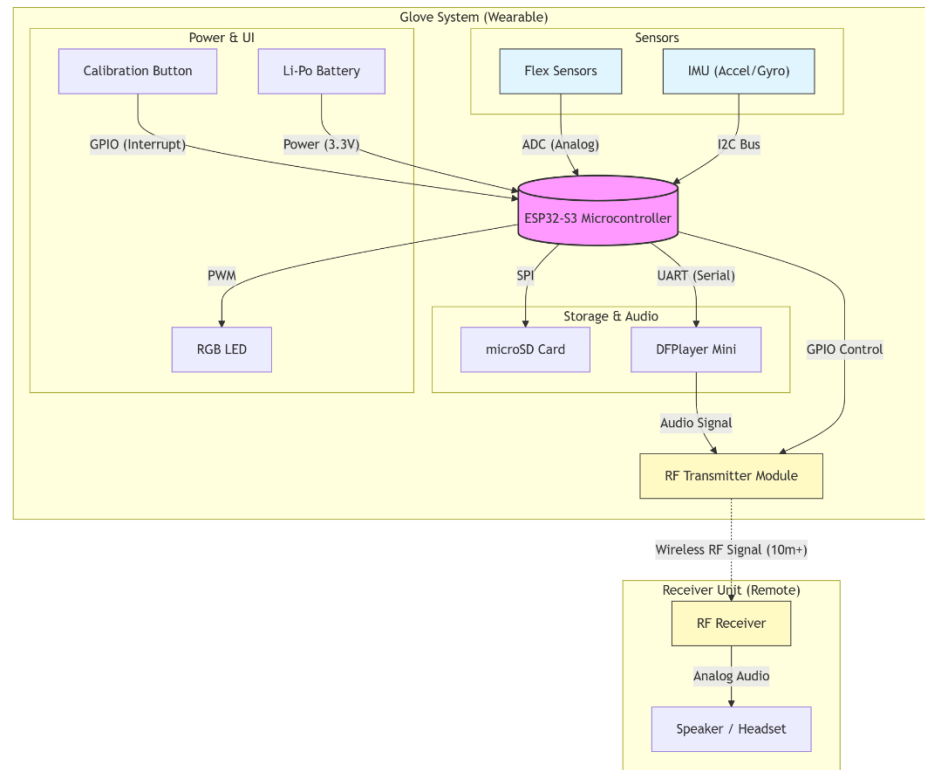 Glove System (Wearable)
Power & UI
Sensors
Calibration Button
Li-Po Battery
Flex Sensors
IMU (Accel/Gyro)
GPIO (Interrupt)
Power (3.3V)
ADC (Analog)
I2C Bus
ESP32-S3 Microcontroller
PWM
SPI
UART (Serial)
Storage & Audio
RGB LED
microSD Card
DFPlayer Mini
GPIO Control
Audio Signal
RF Transmitter Module
Wireless RF Signal (10m+)
Receiver Unit (Remote)
RF Receiver
Analog Audio
Speaker / Headset